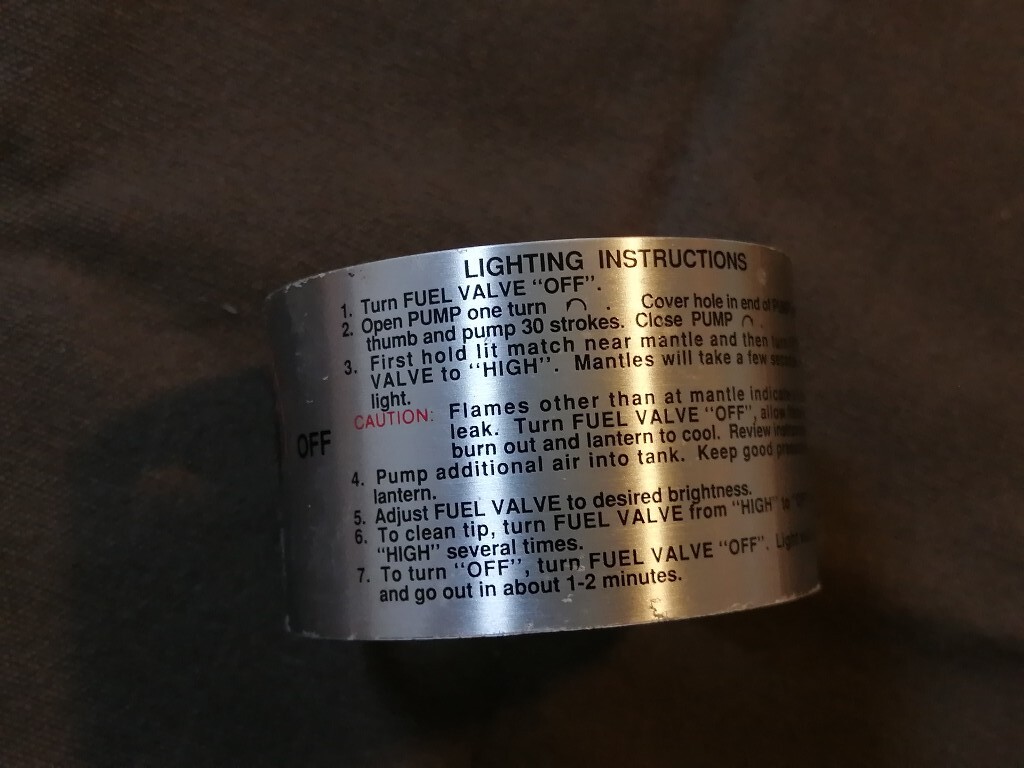 LIGHTING INSTRUCTIONS
1. Turn FUEL VALVE "OFF".
2. Open PUMP one turn . Cover hole in end of
thumb and pump 30 strokes. Close PUMP .
3. First hold lit match near mantle and then
VALVE to "HIGH". Mantles will take a few
light.
CAUTION: Flames other than at mantle
leak. Turn FUEL VALVE "OFF", allow
burn out and lantern to cool. Review
OFF
4. Pump additional air into tank. Keep good
lantern.
5. Adjust FUEL VALVE to desired brightness.
6. To clean tip, turn FUEL VALVE from "HIGH" to
"HIGH" several times.
7. To turn "OFF", turn FUEL VALVE "OFF".
and go out in about 1-2 minutes.